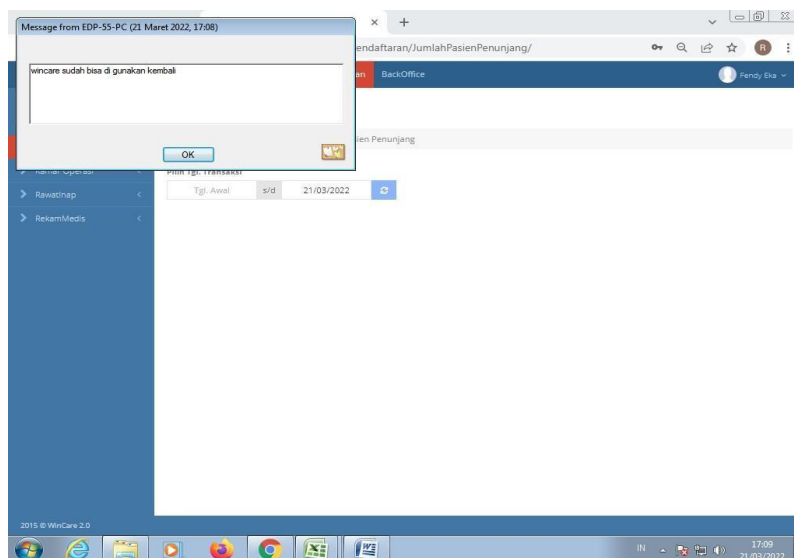 Message from EDP-55-PC (21 Maret 2022, 17:08)
wincare sudah bisa di gunakan kembali
OK
endaftaran/JumlahPasienPenunjang/
R
an BackOffice
Fendy Eka
ien Penunjang
Kamar Operasi
Pilih Tgl. Transaksi
Tgl. Awal s/d 21/03/2022
RawatInap
RekamMedis
2015 © WinCare 2.0
IN
17:09
21/03/2022